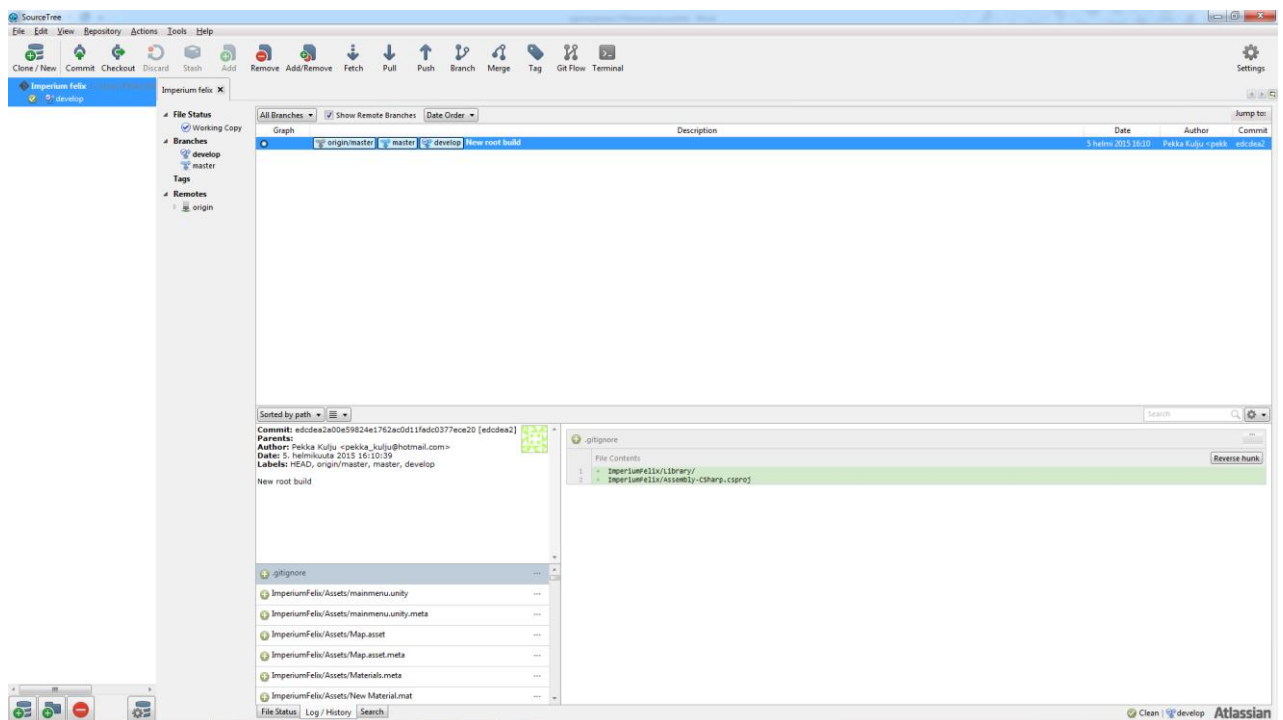 SourceTree
File Edit View Repository Actions Tools Help
Clone / New Commit Checkout Discard Stash Add Remove Add/Remove Fetch Pull Push Branch Merge Tag Git Flow Terminal Settings
Imperium felix
develop
Imperium felix
Jump to:
All Branches Show Remote Branches Date Order
File Status
Working Copy
Branches
develop
master
Tags
Remotes
origin
Graph Description Date Author Commit
origin/master master develop New root build 5 helmi 2015 16:10 Pekka Kulju <pekk edcdea2
Sorted by path Search
Commit: edcdea2a00e59824e1762ac0d11fadc0377ece20 [edcdea2]
Parents:
Author: Pekka Kulju <pekka_kulju@hotmail.com>
Date: 5. helmikuuta 2015 16:10:39
Labels: HEAD, origin/master, master, develop
New root build
.gitignore
File Contents Reverse hunk
1 + ImperiumFelix/Library/
2 + ImperiumFelix/Assembly-CSharp.csproj
.gitignore
ImperiumFelix/Assets/mainmenu.unity
ImperiumFelix/Assets/mainmenu.unity.meta
ImperiumFelix/Assets/Map.asset
ImperiumFelix/Assets/Map.asset.meta
ImperiumFelix/Assets/Materials.meta
ImperiumFelix/Assets/New Material.mat
File Status Log / History Search
Clean develop Atlassian